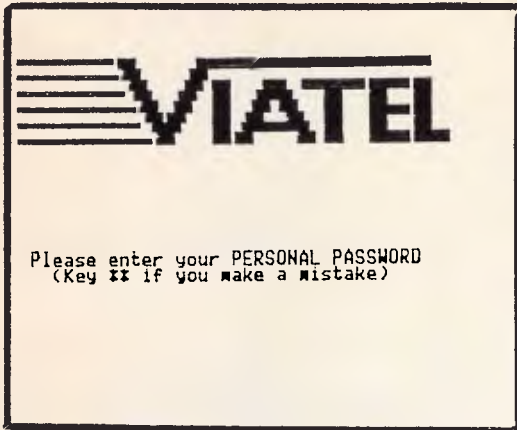 VIATEL
Please enter your PERSONAL PASSWORD
(Key ** if you make a mistake)